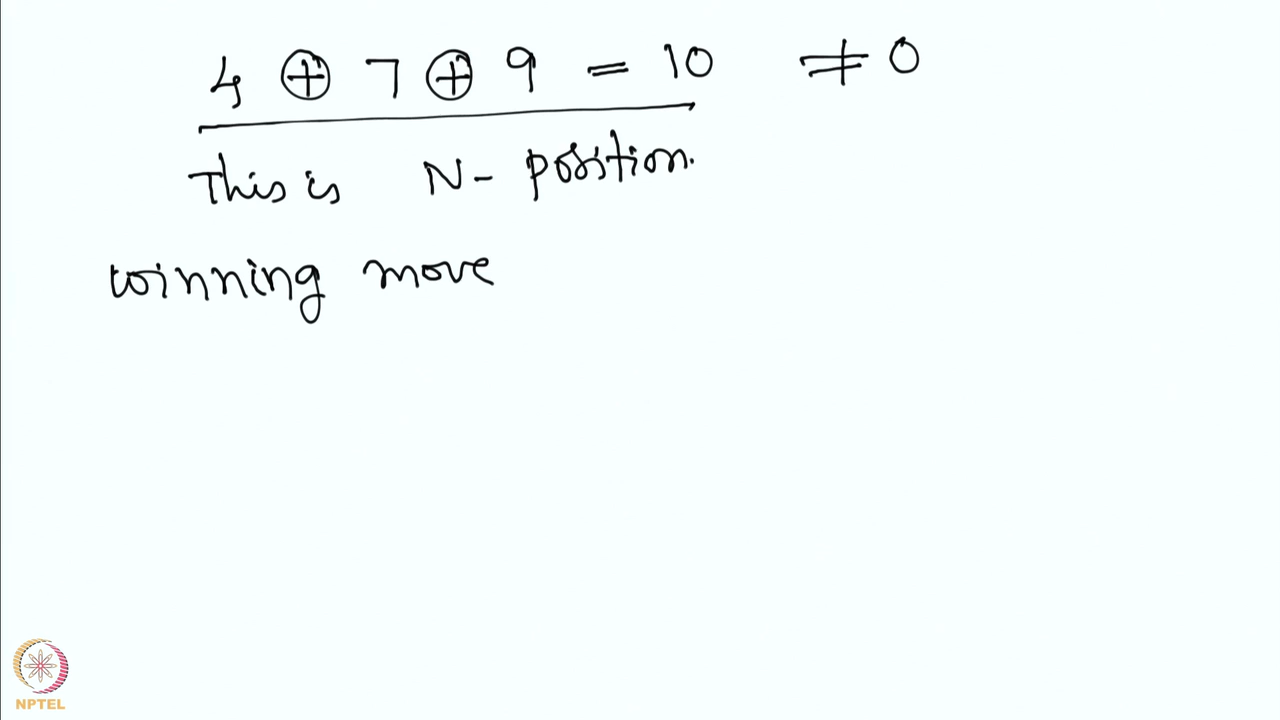 4 ⊕ 7 ⊕ 9 = 10 ≠ 0
This is N- position.
winning move
NPTEL